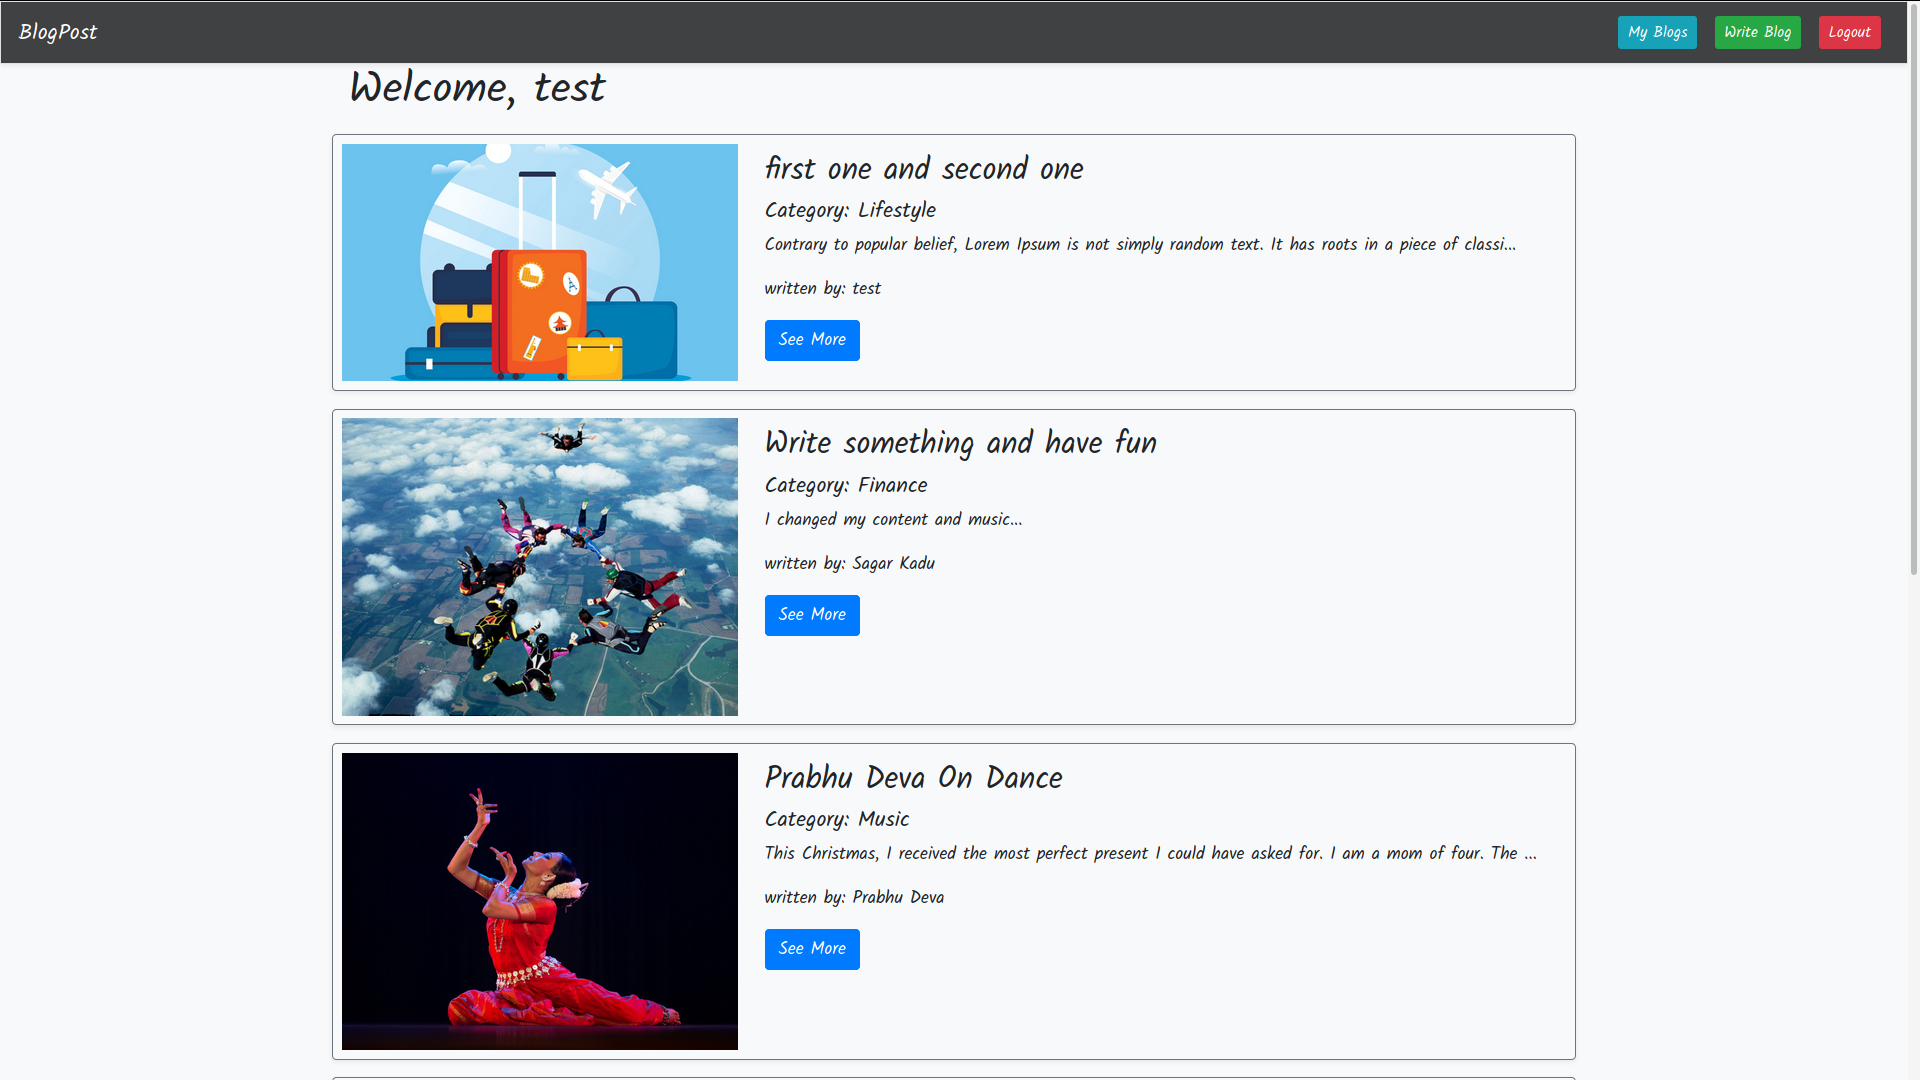 BlogPost
My Blogs
Write Blog
Logout
Welcome, test
first one and second one
Category: Lifestyle
Contrary to popular belief, Lorem Ipsum is not simply random text. It has roots in a piece of classi...
written by: test
See More
Write something and have fun
Category: Finance
I changed my content and music...
written by: Sagar Kadu
See More
Prabhu Deva On Dance
Category: Music
This Christmas, I received the most perfect present I could have asked for. I am a mom of four. The ...
written by: Prabhu Deva
See More